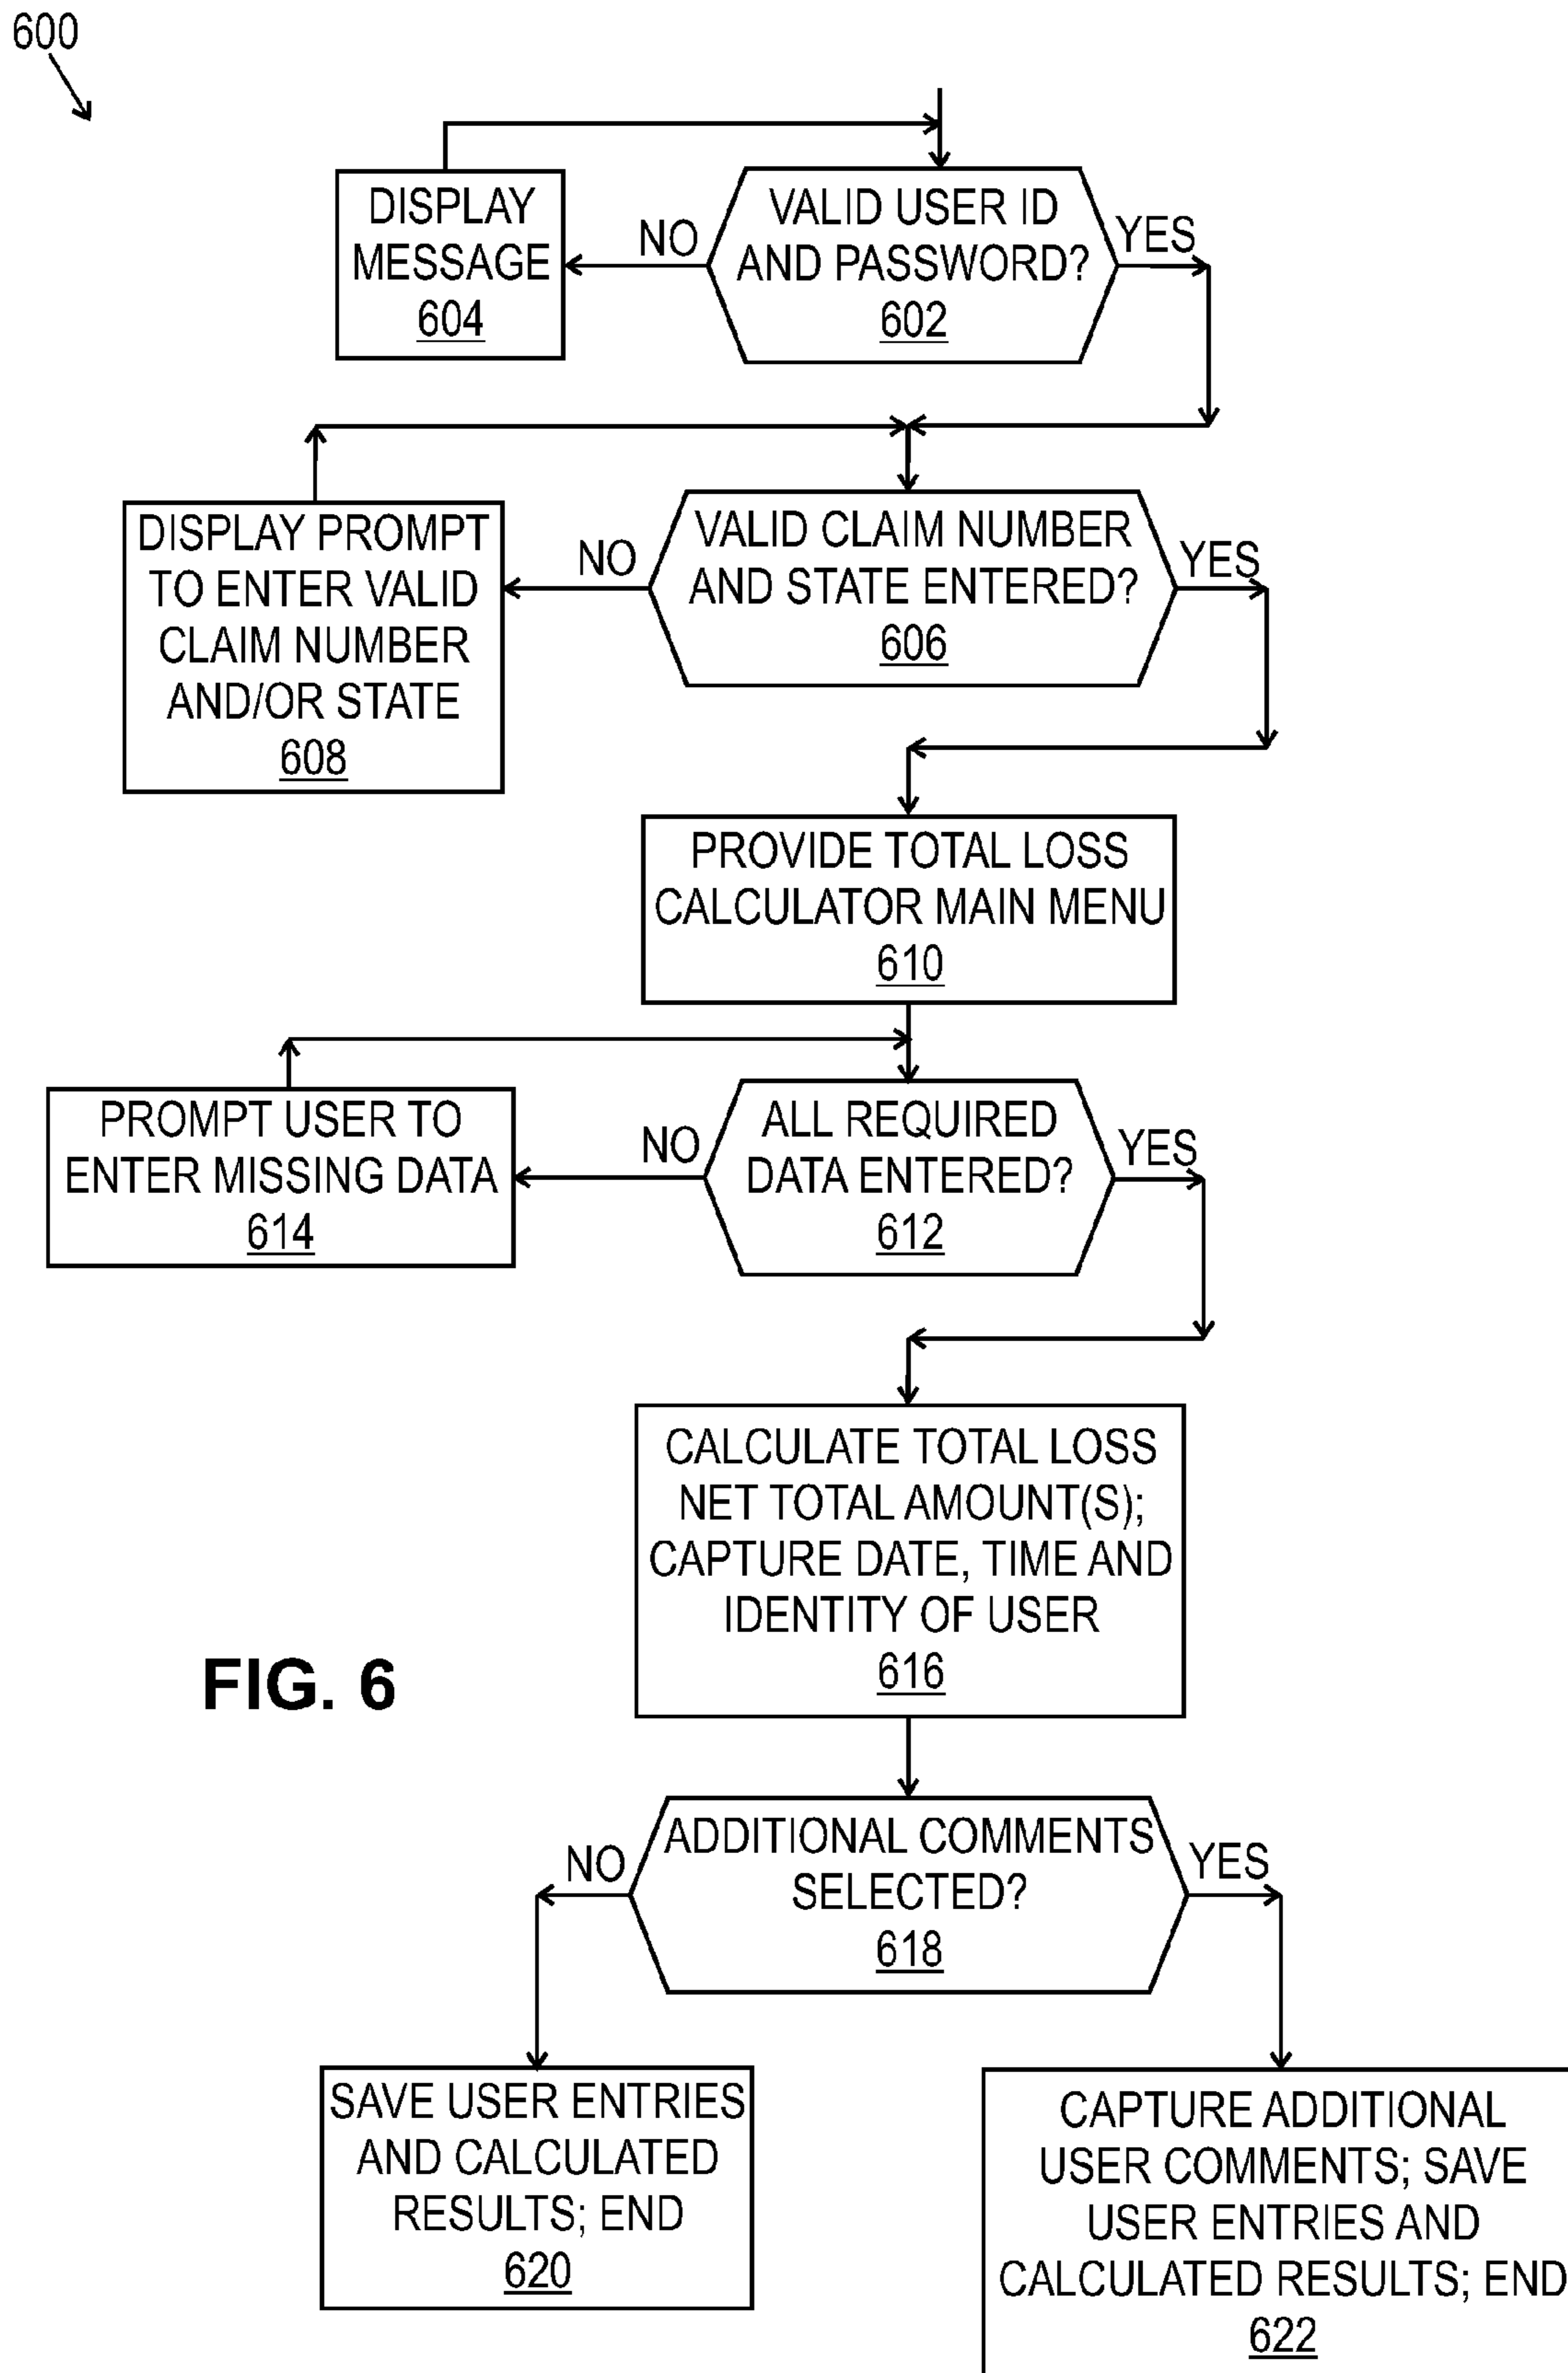 600
DISPLAY
MESSAGE
604
NO
VALID USER ID
AND PASSWORD?
602
YES
DISPLAY PROMPT
TO ENTER VALID
CLAIM NUMBER
AND/OR STATE
608
NO
VALID CLAIM NUMBER
AND STATE ENTERED?
606
YES
PROVIDE TOTAL LOSS
CALCULATOR MAIN MENU
610
PROMPT USER TO
ENTER MISSING DATA
614
NO
ALL REQUIRED
DATA ENTERED?
612
YES
CALCULATE TOTAL LOSS
NET TOTAL AMOUNT(S);
CAPTURE DATE, TIME AND
IDENTITY OF USER
616
FIG. 6
NO
ADDITIONAL COMMENTS
SELECTED?
618
YES
SAVE USER ENTRIES
AND CALCULATED
RESULTS; END
620
CAPTURE ADDITIONAL
USER COMMENTS; SAVE
USER ENTRIES AND
CALCULATED RESULTS; END
622